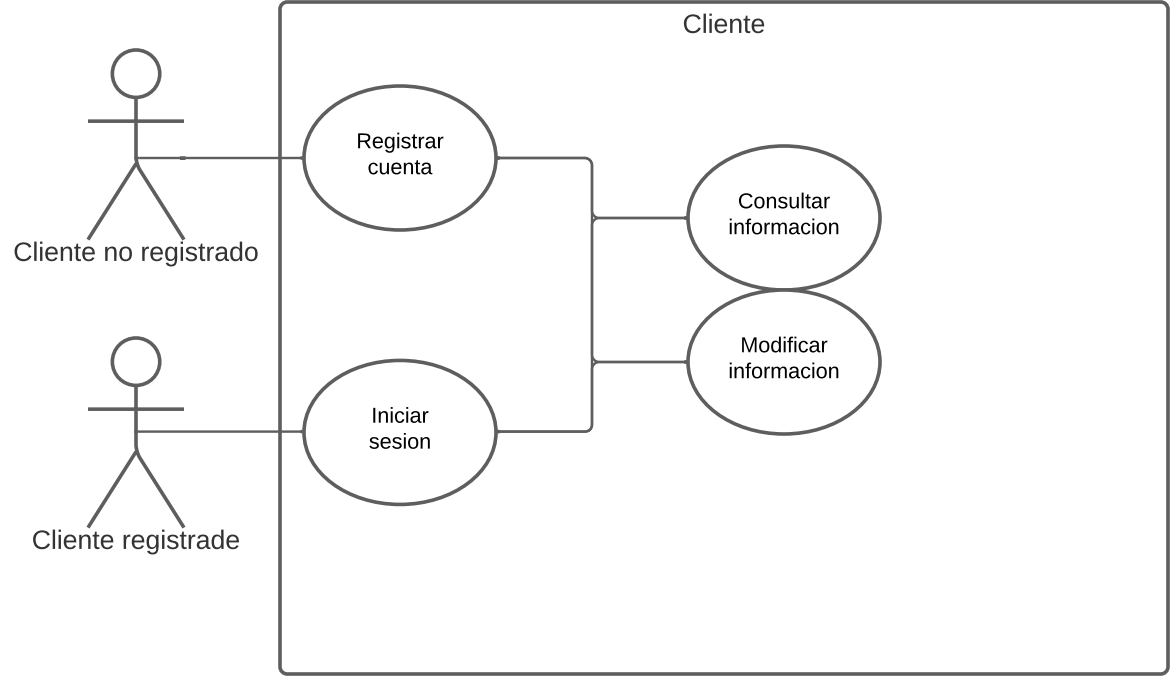 Cliente
Registrar
cuenta
Consultar
informacion
Cliente no registrado
Modificar
informacion
Iniciar
sesion
Cliente registrade